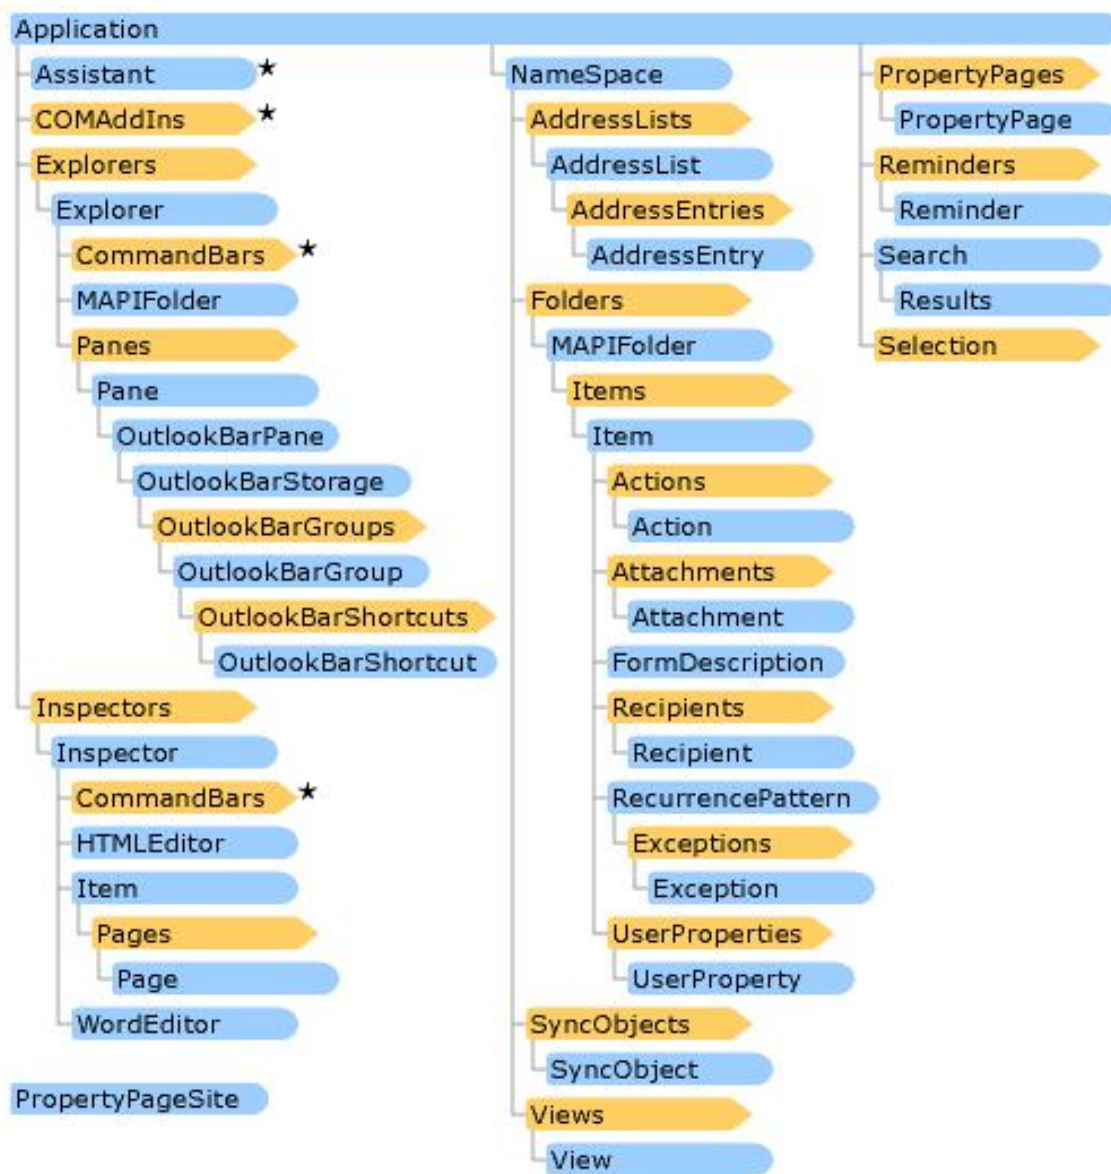 Application
Assistant ★
COMAddIns ★
Explorers
Explorer
CommandBars ★
MAPIFolder
Panes
Pane
OutlookBarPane
OutlookBarStorage
OutlookBarGroups
OutlookBarGroup
OutlookBarShortcuts
OutlookBarShortcut
Inspectors
Inspector
CommandBars ★
HTMLEditor
Item
Pages
Page
WordEditor
PropertyPageSite
NameSpace
AddressLists
AddressList
AddressEntries
AddressEntry
Folders
MAPIFolder
Items
Item
Actions
Action
Attachments
Attachment
FormDescription
Recipients
Recipient
RecurrencePattern
Exceptions
Exception
UserProperties
UserProperty
SyncObjects
SyncObject
Views
View
PropertyPages
PropertyPage
Reminders
Reminder
Search
Results
Selection